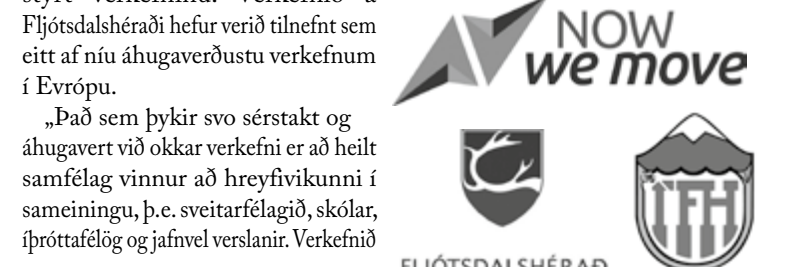 styrt verkefninu. Verkefnið á
Fljótsdalshéraði hefur verið tilnefnt sem
eitt af níu áhugaverðustu verkefnum
í Evrópu.
„Það sem þykir svo sérstakt og
áhugavert við okkar verkefni er að heilt
samfélag vinnur að hreyfivikunni í
sameiningu, þ.e. sveitarfélagið, skólar,
íþróttafélög og jafnvel verslanir. Verkefnið
NOW
we move
ÍFH
FLJÓTSDALSHÉRAÐ